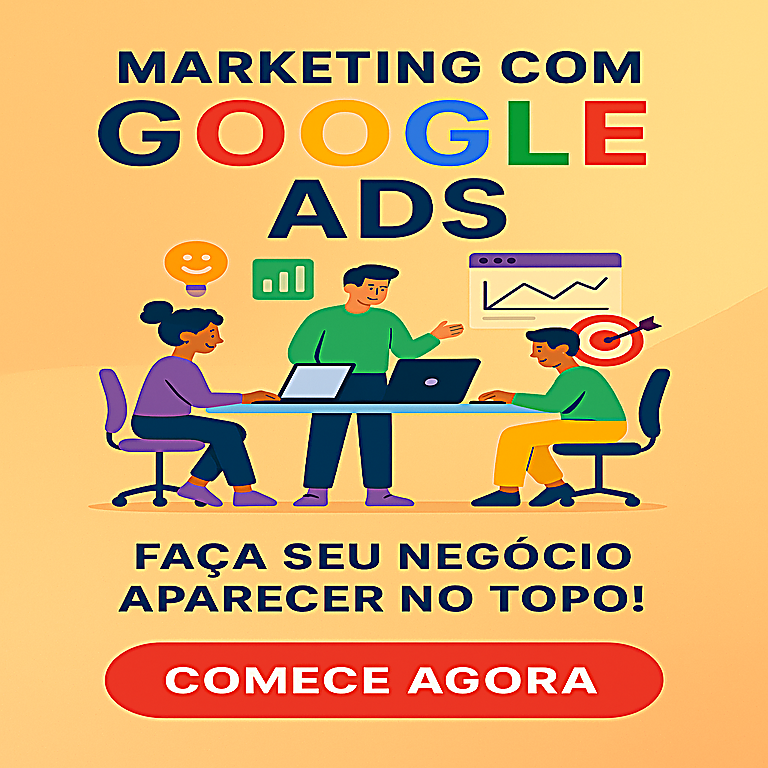 MARKETING COM
GOOGLE
ADS
FAÇA SEU NEGÓCIO
APARECER NO TOPO!
COMECE AGORA